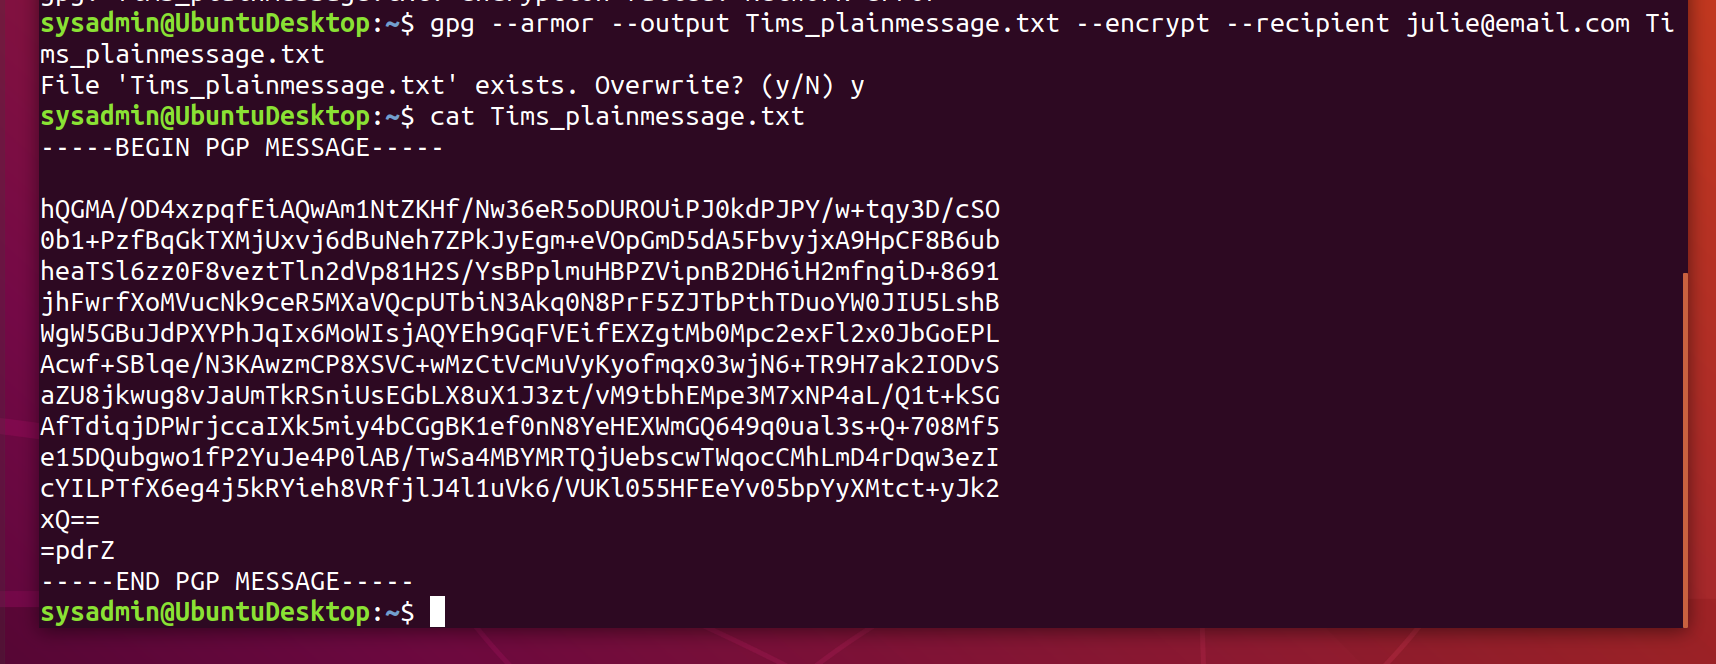 sysadmin@UbuntuDesktop:~$ gpg --armor --output Tims_plainmessage.txt --encrypt --recipient julie@email.com Ti
ms_plainmessage.txt
File 'Tims_plainmessage.txt' exists. Overwrite? (y/N) y
sysadmin@UbuntuDesktop:~$ cat Tims_plainmessage.txt
-----BEGIN PGP MESSAGE-----

hQGMA/OD4xzpqfEiAQwAm1NtZKHf/Nw36eR5oDUROUiPJ0kdPJPY/w+tqy3D/cSO
0b1+PzfBqGkTXMjUxvj6dBuNeh7ZPkJyEgm+eVOpGmD5dA5FbvyjxA9HpCF8B6ub
heaTSl6zz0F8veztTln2dVp81H2S/YsBPplmuHBPZVipnB2DH6iH2mfngiD+8691
jhFwrfXoMVucNk9ceR5MXaVQcpUTbiN3Akq0N8PrF5ZJTbPthTDuoYW0JIU5LshB
WgW5GBuJdPXYPhJqIx6MoWIsjAQYEh9GqFVEifEXZgtMb0Mpc2exFl2x0JbGoEPL
Acwf+SBlqe/N3KAwzmCP8XSVC+wMzCtVcMuVyKyofmqx03wjN6+TR9H7ak2IODvS
aZU8jkwug8vJaUmTkRSniUsEGbLX8uX1J3zt/vM9tbhEMpe3M7xNP4aL/Q1t+kSG
AfTdiqjDPWrjccaIXk5miy4bCGgBK1ef0nN8YeHEXWmGQ649q0ual3s+Q+708Mf5
e15DQubgwo1fP2YuJe4P0lAB/TwSa4MBYMRTQjUebscwTWqocCMhLmD4rDqw3ezI
cYILPTfX6eg4j5kRYieh8VRfjlJ4l1uVk6/VUKl055HFEeYv05bpYyXMtct+yJk2
xQ==
=pdrZ
-----END PGP MESSAGE-----
sysadmin@UbuntuDesktop:~$